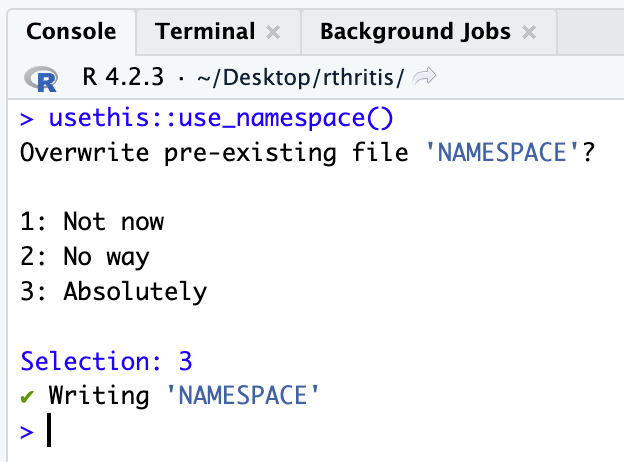 Console Terminal Background Jobs
R R 4.2.3 · ~/Desktop/rthritis/
> usethis::use_namespace()
Overwrite pre-existing file 'NAMESPACE'?
1: Not now
2: No way
3: Absolutely
Selection: 3
✔ Writing 'NAMESPACE'
>